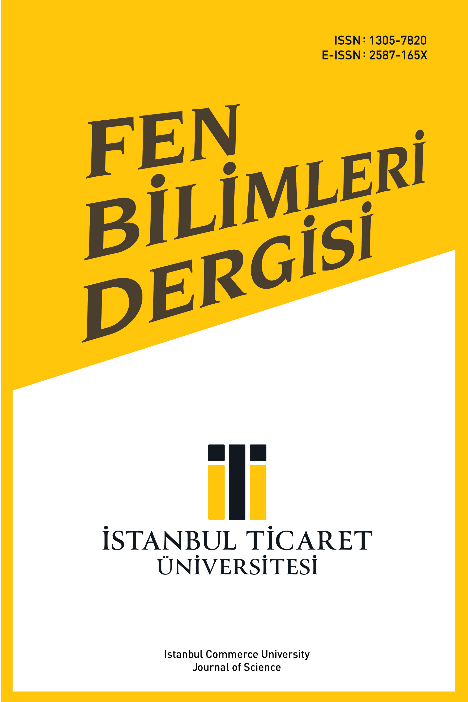 ISSN: 1305-7820
E-ISSN: 2587-165X
FEN
BİLİMLERİ
DERGİSİ
İSTANBUL TİCARET
ÜNİVERSİTESİ
Istanbul Commerce University
Journal of Science